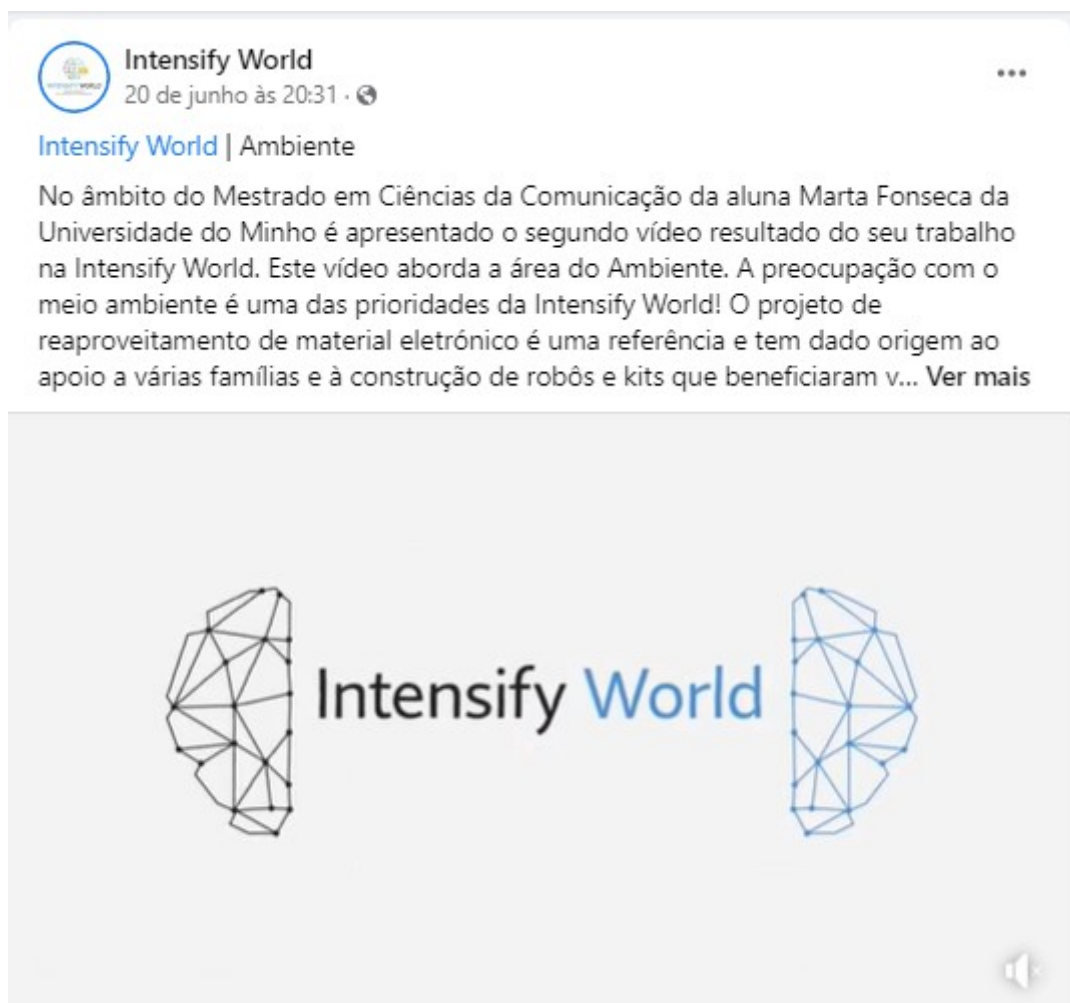 Intensify World
20 de junho às 20:31 ·
Intensify World | Ambiente
No âmbito do Mestrado em Ciências da Comunicação da aluna Marta Fonseca da
Universidade do Minho é apresentado o segundo vídeo resultado do seu trabalho
na Intensify World. Este vídeo aborda a área do Ambiente. A preocupação com o
meio ambiente é uma das prioridades da Intensify World! O projeto de
reaproveitamento de material eletrónico é uma referência e tem dado origem ao
apoio a várias famílias e à construção de robôs e kits que beneficiaram v... Ver mais
Intensify World